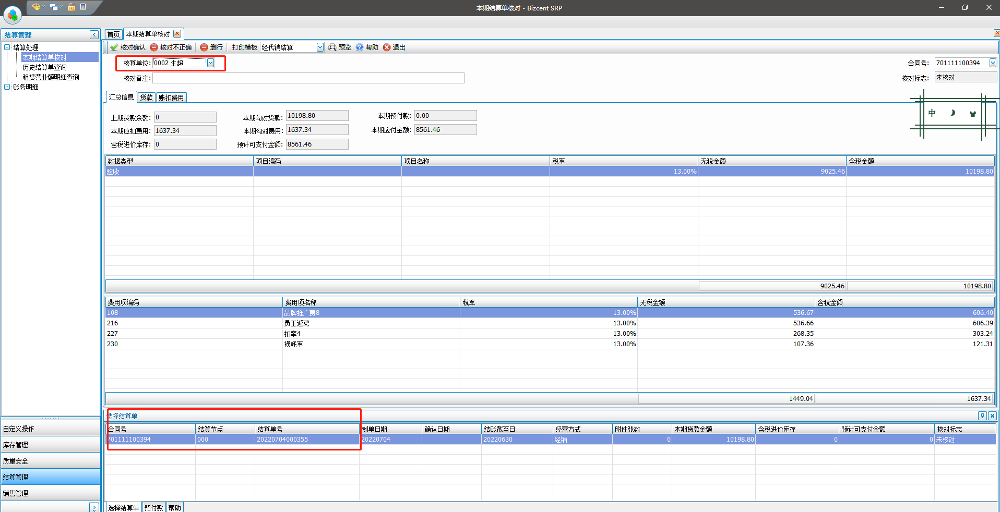 本期结算单核对 - Bizcent SRP
结算管理
首页 本期结算单核对
结算处理
本期结算单核对
历史结算单查询
租赁营业额明细查询
账务明细
核对确认 核对不正确 删行 打印模板 经代销结算 预览 帮助 退出
核算单位: 0002 生超 合同号: 701111100394
核对备注: 核对标志: 未核对
汇总信息 货款 账扣费用
中
上期货款余额: 0 本期勾对货款: 10198.80 本期预付款: 0.00
本期应扣费用: 1637.34 本期勾对费用: 1637.34 本期应付金额: 8561.46
含税进价库存: 0 预计可支付金额: 8561.46
数据类型 项目编码 项目名称 税率 无税金额 含税金额
验收 13.00% 9025.46 10198.80
9025.46 10198.80
费用项编码 费用项名称 税率 无税金额 含税金额
108 品牌推广费8 13.00% 536.67 606.40
216 员工返聘 13.00% 536.66 606.39
227 扣率4 13.00% 268.35 303.24
230 损耗率 13.00% 107.36 121.31
1449.04 1637.34
选择结算单
合同号 结算节点 结算单号 制单日期 确认日期 结账截至日 经营方式 附件张数 本期货款金额 含税进价库存 预计可支付金额 核对标志
701111100394 000 20220704000355 20220704 20220630 经销 0 10198.80 0 0 未核对
选择结算单 预付款 帮助
自定义操作
库存管理
质量安全
结算管理
销售管理